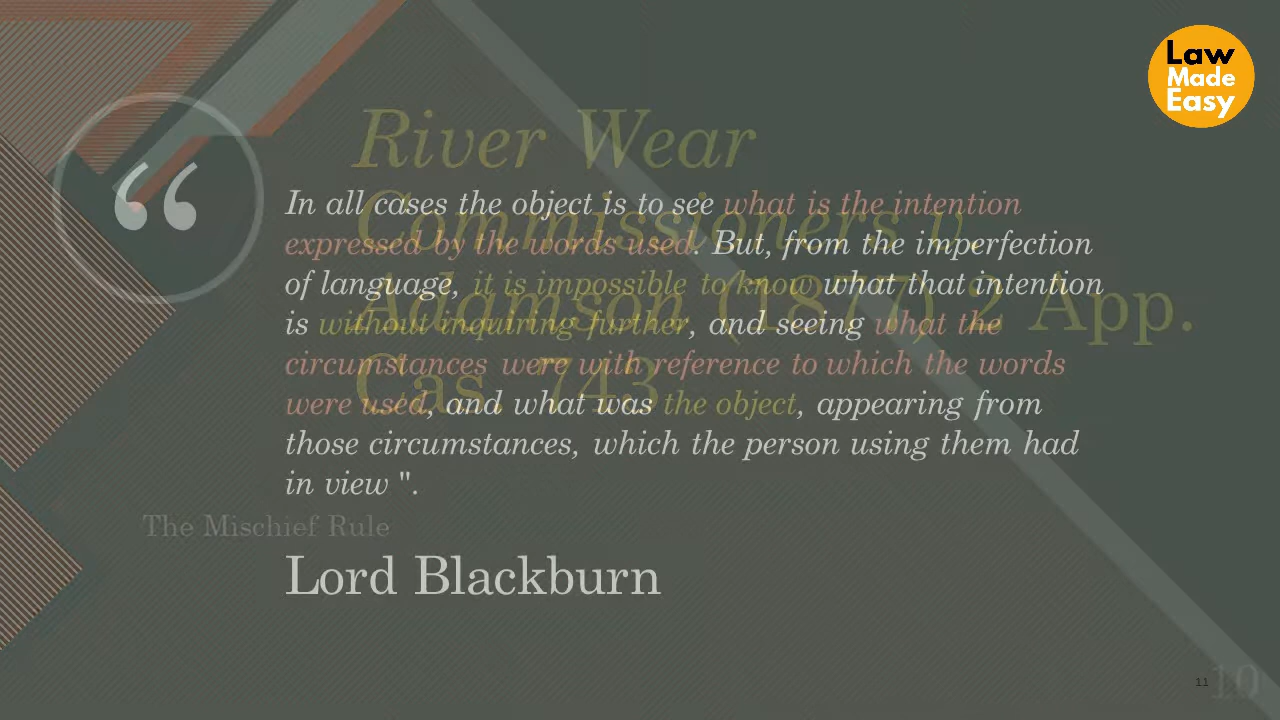 Law
Made
Easy
River Wear
Commissioners v.
Adamson (1877) 2 App.
Cas. 743
“
In all cases the object is to see what is the intention
expressed by the words used. But, from the imperfection
of language, it is impossible to know what that intention
is without inquiring further, and seeing what the
circumstances were with reference to which the words
were used, and what was the object, appearing from
those circumstances, which the person using them had
in view ".
The Mischief Rule
Lord Blackburn
11
10